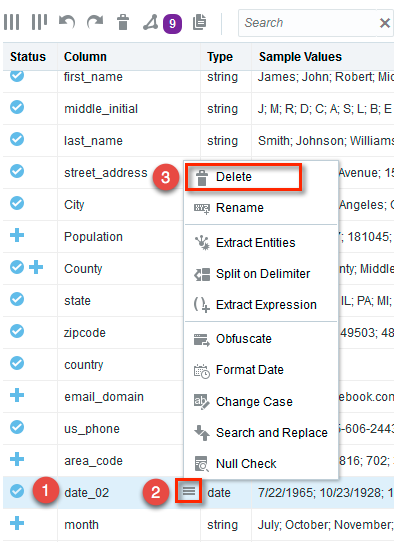 9 Search
Status Column Type Sample Values
first_name string James; John; Robert; Mic
middle_initial string J; M; R; D; C; A; S; L; B; E
last_name string Smith; Johnson; Williams
street_address Avenue; 15
3 Delete
City Angeles; C
Rename
Population ; 181045;
Extract Entities
County nty; Middle
Split on Delimiter
state IL; PA; MI;
Extract Expression
zipcode 49503; 48
Obfuscate
country
Format Date
email_domain ebook.com
Change Case
us_phone 5-606-2443
Search and Replace
area_code 816; 702;
Null Check
1 date_02 2 date 7/22/1965; 10/23/1928; 1
month string July; October; November;